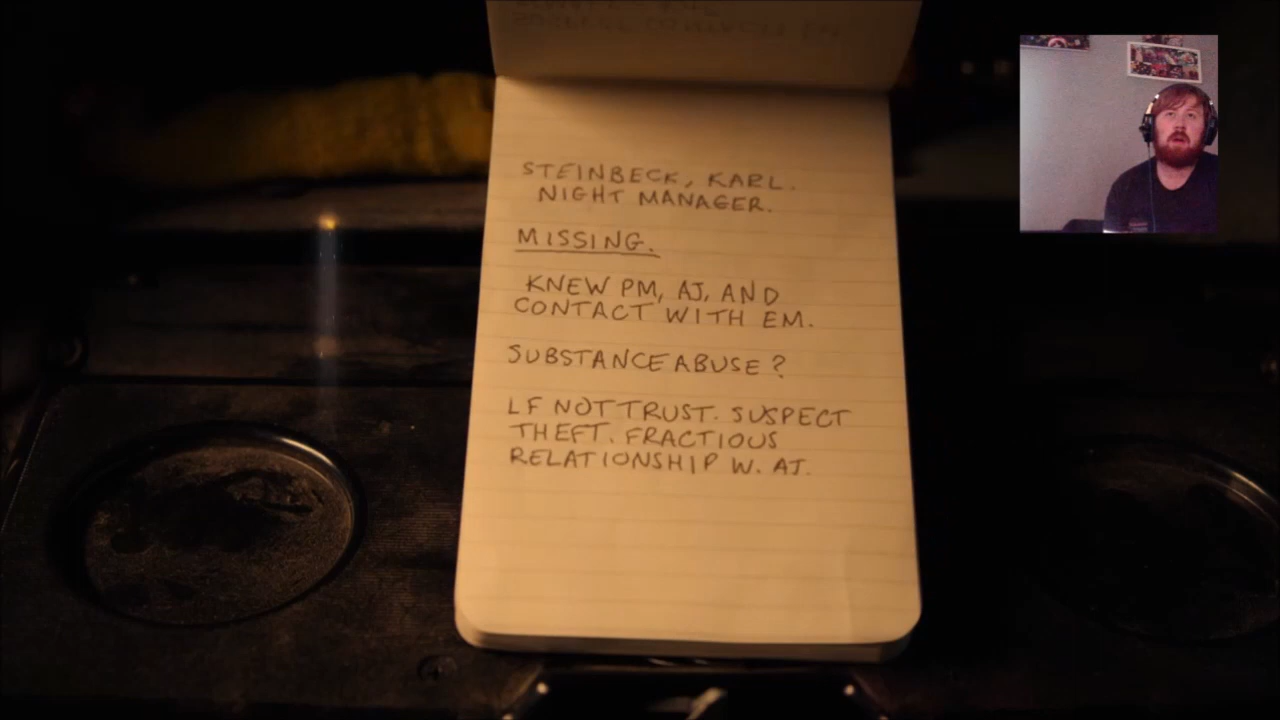 STEINBECK, KARL.
NIGHT MANAGER.
MISSING.
KNEW PM, AJ, AND
CONTACT WITH EM.
SUBSTANCE ABUSE?
LF NOT TRUST. SUSPECT
THEFT. FRACTIOUS
RELATIONSHIP W. AJ.